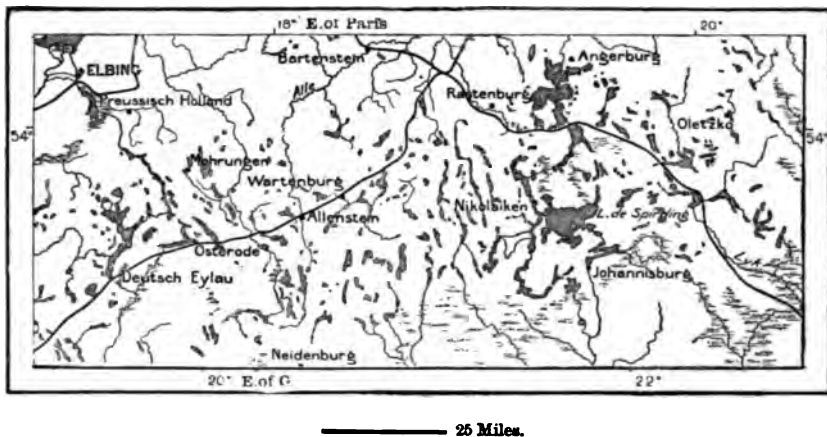 18° E.of Paris
20°
Bartenstein
Angerburg
ELBING
Alle
Rastenburg
Preussisch Holland
Oletzko
54°
54°
Mohrungen
Wartenburg
Nikolaiken
L. de Spirding
Allenstein
Osterode
Deutsch Eylau
Johannisburg
Neidenburg
20° E.of G.
22°
25 Miles.